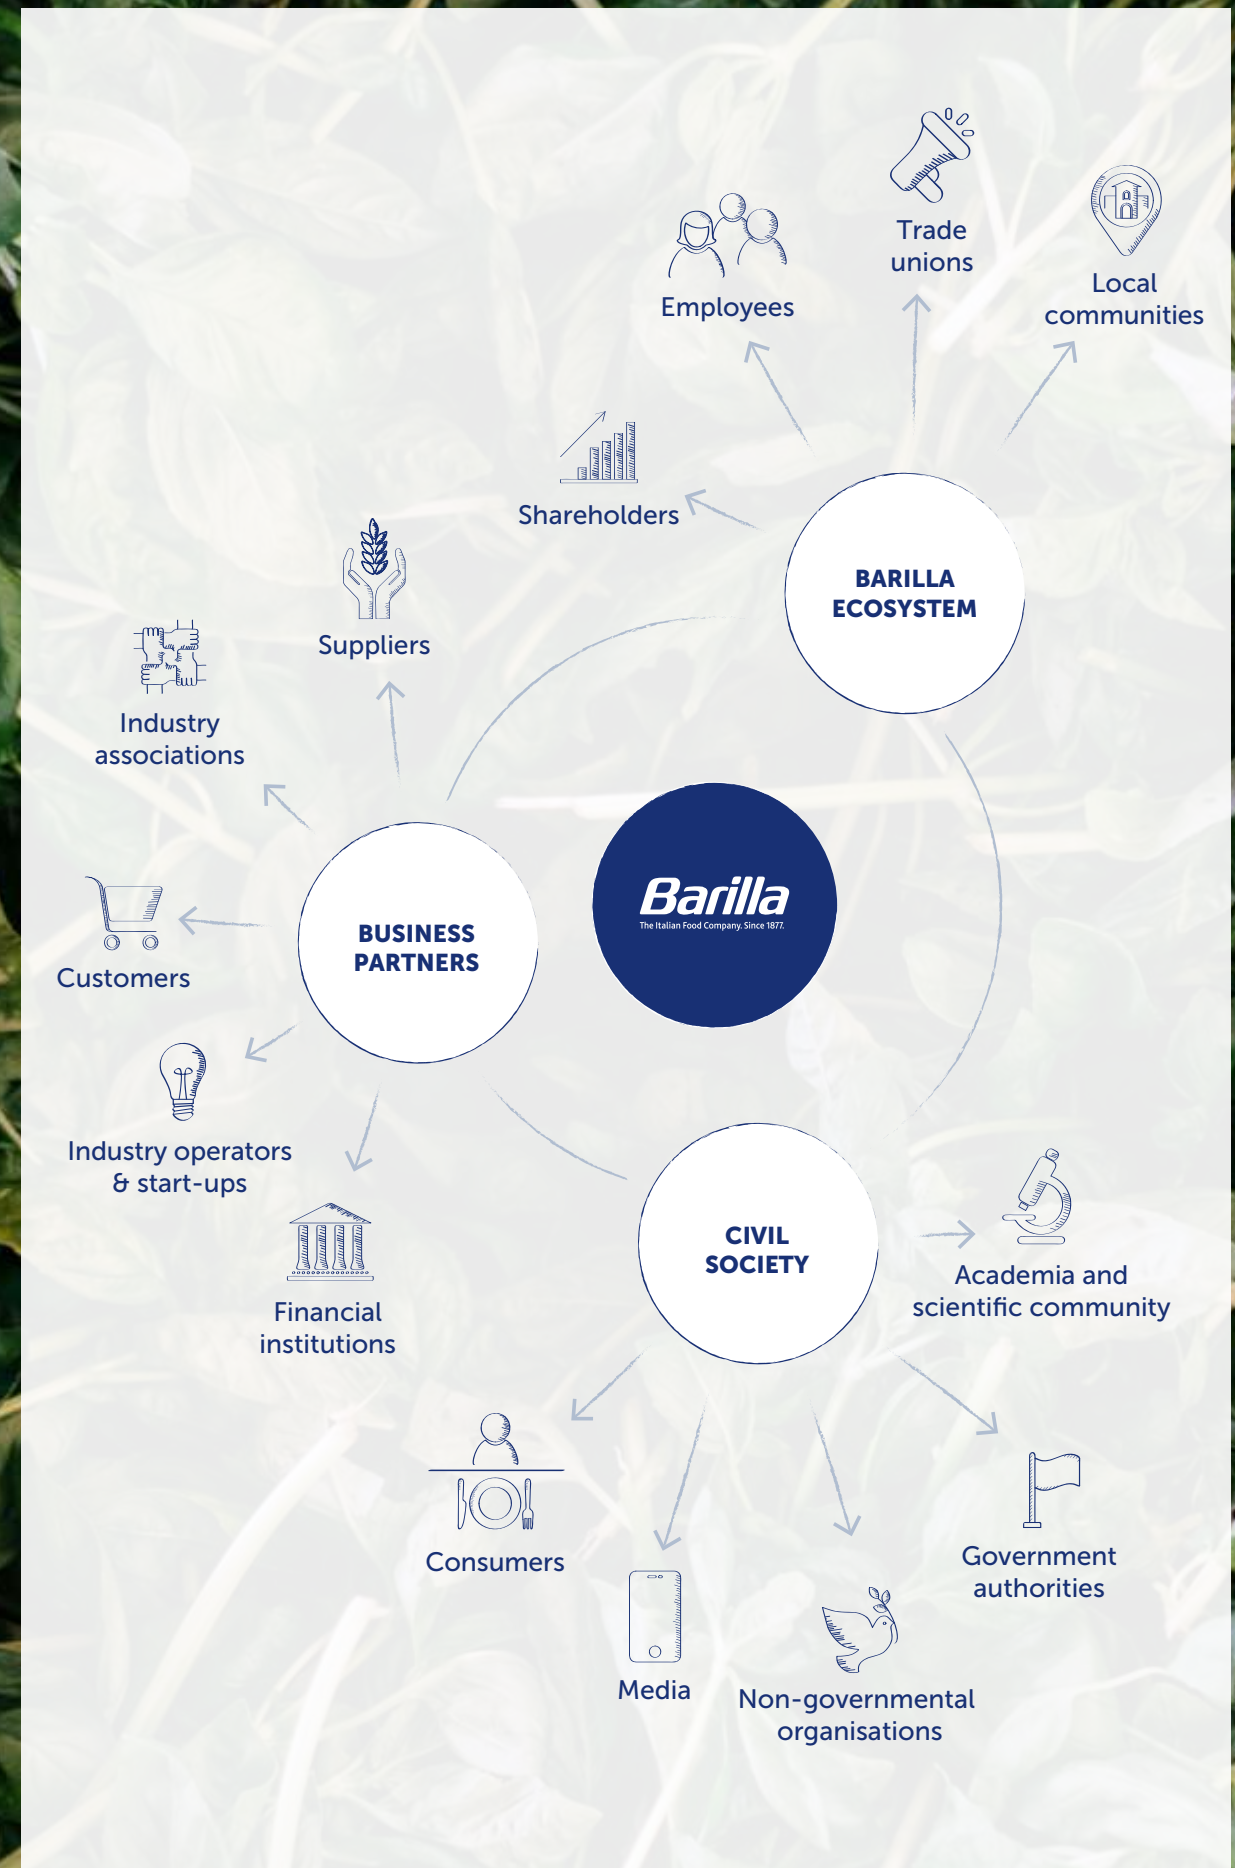 Trade
unions
Local
communities
Employees
Shareholders
BARILLA
ECOSYSTEM
Suppliers
Industry
associations
Barilla
The Italian Food Company. Since 1877.
BUSINESS
PARTNERS
Customers
Industry operators
& start-ups
Financial
institutions
CIVIL
SOCIETY
Academia and
scientific community
Consumers
Government
authorities
Media
Non-governmental
organisations